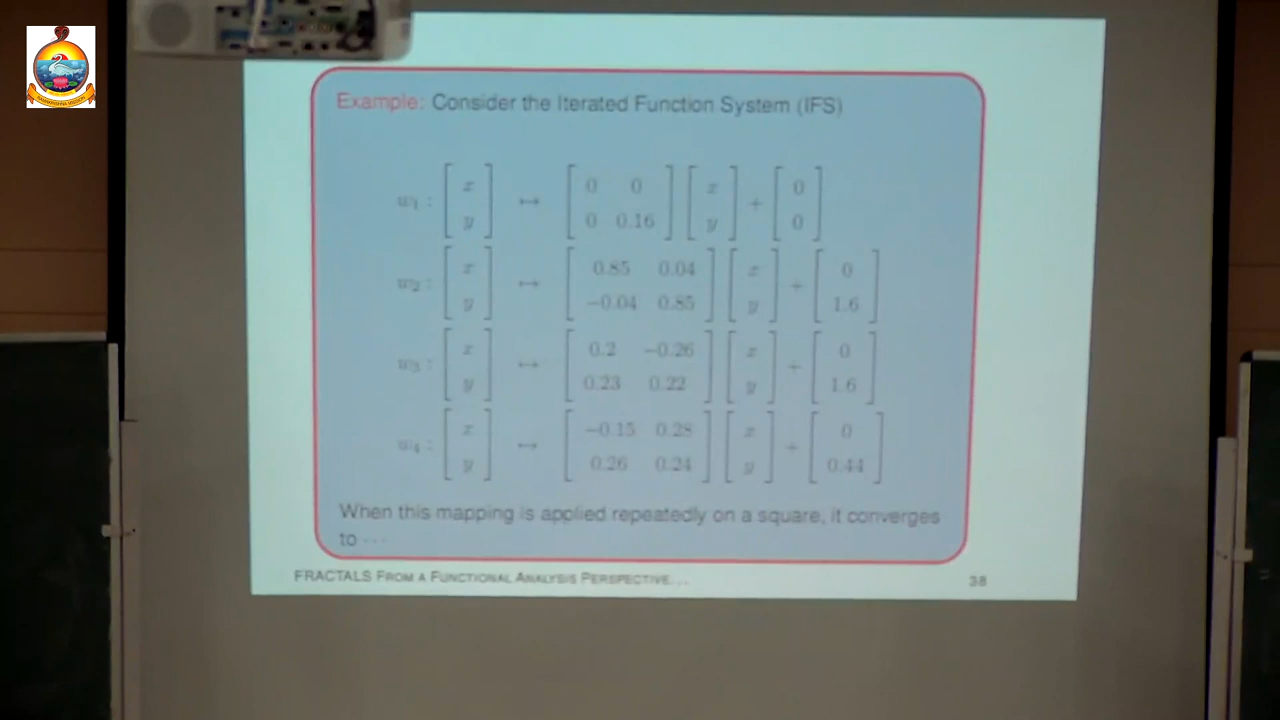 Example: Consider the Iterated Function System (IFS)
w₁ : [x y] ↦ [0 0; 0 0.16] [x y] + [0 0]
w₂ : [x y] ↦ [0.85 0.04; −0.04 0.85] [x y] + [0 1.6]
w₃ : [x y] ↦ [0.2 −0.26; 0.23 0.22] [x y] + [0 1.6]
w₄ : [x y] ↦ [−0.15 0.28; 0.26 0.24] [x y] + [0 0.44]
When this mapping is applied repeatedly on a square, it converges
to ···
FRACTALS FROM A FUNCTIONAL ANALYSIS PERSPECTIVE...
38